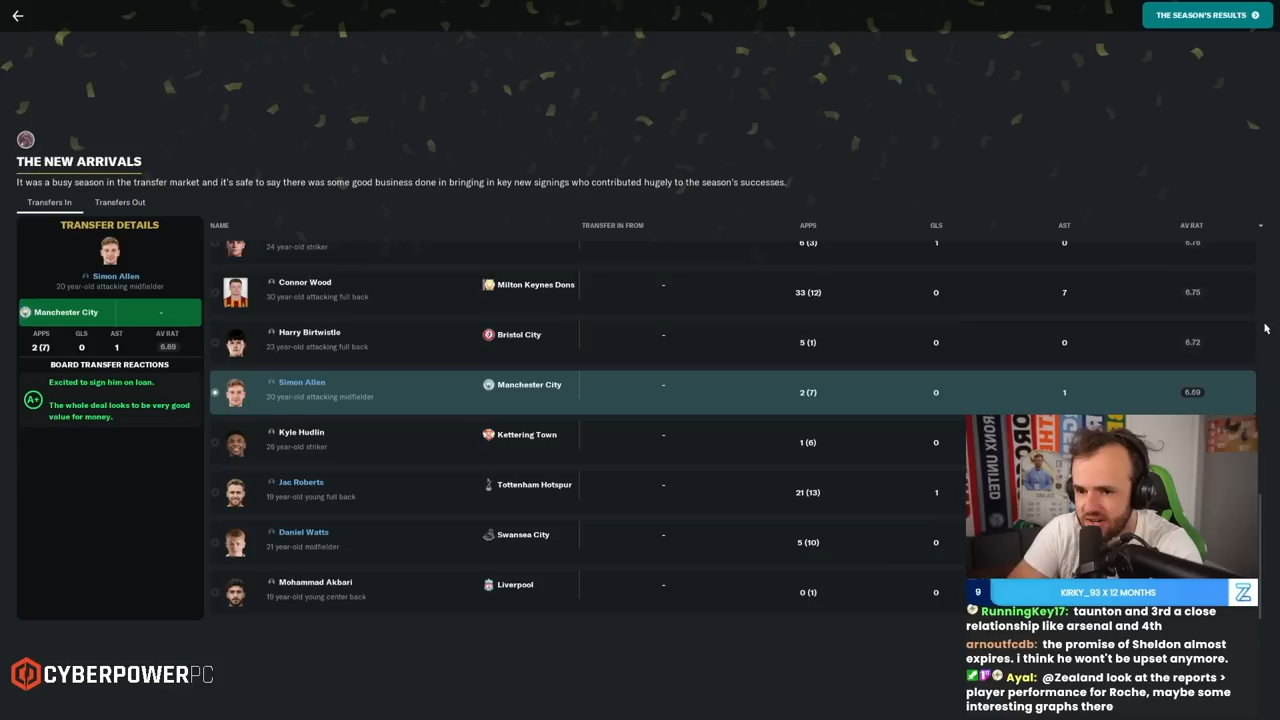 THE SEASON'S RESULTS
THE NEW ARRIVALS
It was a busy season in the transfer market and it's safe to say there was some good business done in bringing in key new signings who contributed hugely to the season's successes.
Transfers In Transfers Out
TRANSFER DETAILS
Simon Allen
20 year-old attacking midfielder
Manchester City -
APPS GLS AST AV RAT
2 (7) 0 1 6.69
BOARD TRANSFER REACTIONS
A+
Excited to sign him on loan.
The whole deal looks to be very good
value for money.
NAME TRANSFER IN FROM APPS GLS AST AV RAT
24 year-old striker 6 (3) 1 0 6.76
Connor Wood Milton Keynes Dons - 33 (12) 0 7 6.75
30 year-old attacking full back
Harry Birtwistle Bristol City - 5 (1) 0 0 6.72
23 year-old attacking full back
Simon Allen Manchester City - 2 (7) 0 1 6.69
20 year-old attacking midfielder
Kyle Hudlin Kettering Town - 1 (6) 0
26 year-old striker
Jac Roberts Tottenham Hotspur - 21 (13) 1
19 year-old young full back
Daniel Watts Swansea City - 5 (10) 0
21 year-old midfielder
Mohammad Akbari Liverpool - 0 (1) 0
19 year-old young center back
9 KIRKY_93 X 12 MONTHS Z
RunningKey17: taunton and 3rd a close
relationship like arsenal and 4th
arnoutfcdb: the promise of Sheldon almost
expires. i think he won't be upset anymore.
Ayal: @Zealand look at the reports >
player performance for Roche, maybe some
interesting graphs there
CYBERPOWERPC